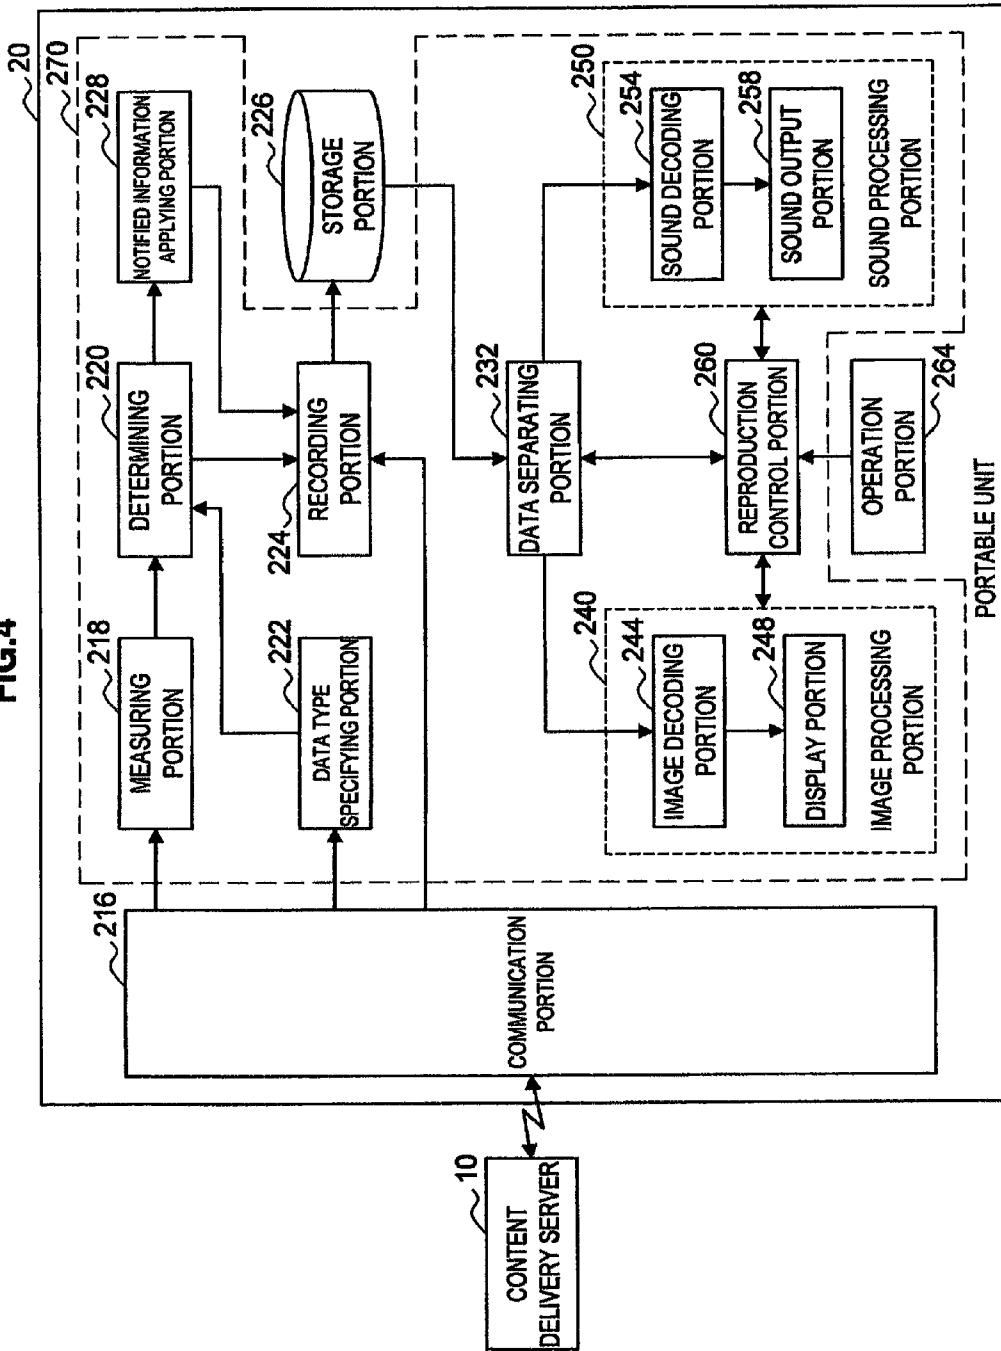 FIG.4
20
270
216
COMMUNICATION
PORTION
10
CONTENT
DELIVERY SERVER
218
MEASURING
PORTION
220
DETERMINING
PORTION
228
NOTIFIED INFORMATION
APPLYING PORTION
222
DATA TYPE
SPECIFYING PORTION
224
RECORDING
PORTION
226
STORAGE
PORTION
232
DATA SEPARATING
PORTION
240
244
IMAGE DECODING
PORTION
248
DISPLAY PORTION
IMAGE PROCESSING
PORTION
260
REPRODUCTION
CONTROL PORTION
250
254
SOUND DECODING
PORTION
258
SOUND OUTPUT
PORTION
SOUND PROCESSING
PORTION
OPERATION
PORTION
264
PORTABLE UNIT